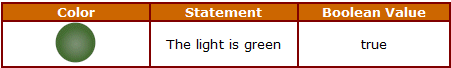 Color Statement Boolean Value
The light is green true